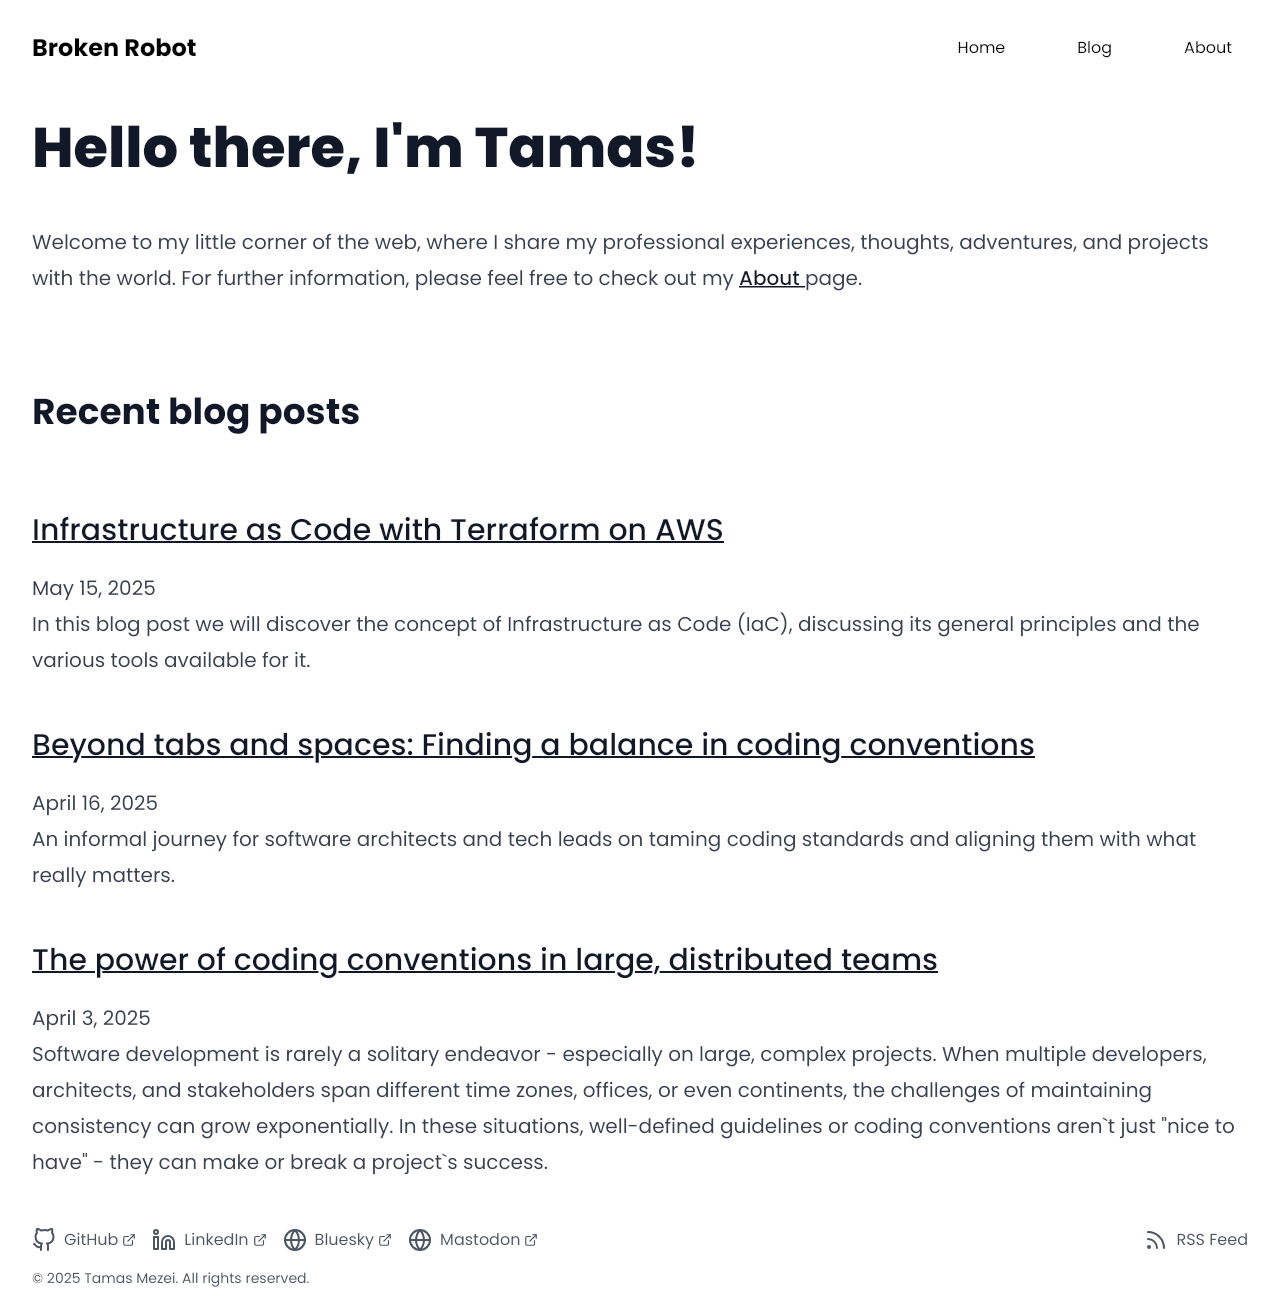 Broken Robot
Home
Blog
About
Hello there, I'm Tamas!
Welcome to my little corner of the web, where I share my professional experiences, thoughts, adventures, and projects
with the world. For further information, please feel free to check out my About page.
Recent blog posts
Infrastructure as Code with Terraform on AWS
May 15, 2025
In this blog post we will discover the concept of Infrastructure as Code (IaC), discussing its general principles and the
various tools available for it.
Beyond tabs and spaces: Finding a balance in coding conventions
April 16, 2025
An informal journey for software architects and tech leads on taming coding standards and aligning them with what
really matters.
The power of coding conventions in large, distributed teams
April 3, 2025
Software development is rarely a solitary endeavor - especially on large, complex projects. When multiple developers,
architects, and stakeholders span different time zones, offices, or even continents, the challenges of maintaining
consistency can grow exponentially. In these situations, well-defined guidelines or coding conventions aren`t just "nice to
have" - they can make or break a project`s success.
GitHub
LinkedIn
Bluesky
Mastodon
RSS Feed
© 2025 Tamas Mezei. All rights reserved.